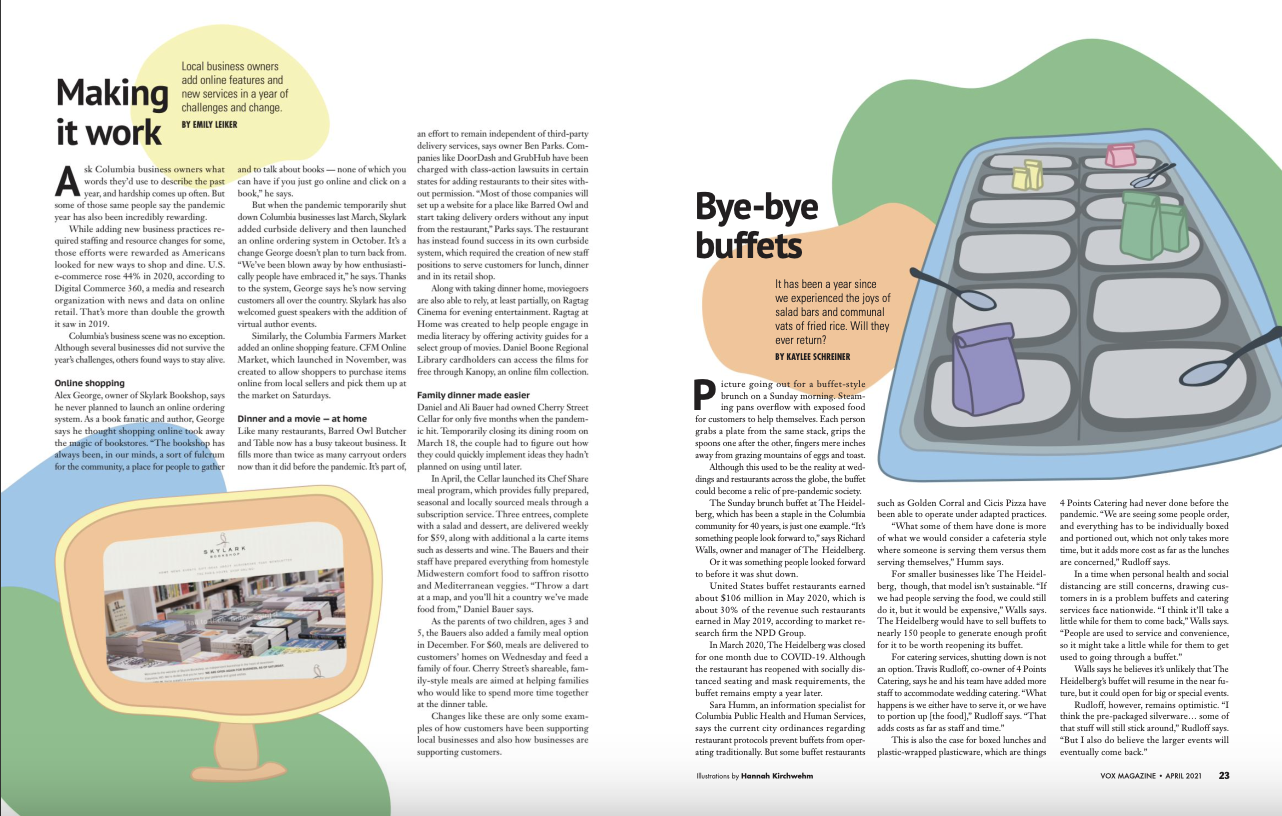 Making
it work
Local business owners
add online features and
new services in a year of
challenges and change.
BY EMILY LEIKER
Ask Columbia business owners what
words they'd use to describe the past
year, and hardship comes up often. But
some of those same people say the pandemic
year has also been incredibly rewarding.
While adding new business practices re-
quired staffing and resource changes for some,
those efforts were rewarded as Americans
looked for new ways to shop and dine. U.S.
e-commerce rose 44% in 2020, according to
Digital Commerce 360, a media and research
organization with news and data on online
retail. That's more than double the growth
it saw in 2019.
Columbia's business scene was no exception.
Although several businesses did not survive the
year's challenges, others found ways to stay alive.
Online shopping
Alex George, owner of Skylark Bookshop, says
he never planned to launch an online ordering
system. As a book fanatic and author, George
says he thought shopping online took away
the magic of bookstores. "The bookshop has
always been, in our minds, a sort of fulcrum
for the community, a place for people to gather
and to talk about books — none of which you
can have if you just go online and click on a
book," he says.
But when the pandemic temporarily shut
down Columbia businesses last March, Skylark
added curbside delivery and then launched
an online ordering system in October. It's a
change George doesn't plan to turn back from.
"We've been blown away by how enthusiasti-
cally people have embraced it," he says. Thanks
to the system, George says he's now serving
customers all over the country. Skylark has also
welcomed guest speakers with the addition of
virtual author events.
Similarly, the Columbia Farmers Market
added an online shopping feature. CFM Online
Market, which launched in November, was
created to allow shoppers to purchase items
online from local sellers and pick them up at
the market on Saturdays.
Dinner and a movie — at home
Like many restaurants, Barred Owl Butcher
and Table now has a busy takeout business. It
fills more than twice as many carryout orders
now than it did before the pandemic. It's part of,
an effort to remain independent of third-party
delivery services, says owner Ben Parks. Com-
panies like DoorDash and GrubHub have been
charged with class-action lawsuits in certain
states for adding restaurants to their sites with-
out permission. "Most of those companies will
set up a website for a place like Barred Owl and
start taking delivery orders without any input
from the restaurant," Parks says. The restaurant
has instead found success in its own curbside
system, which required the creation of new staff
positions to serve customers for lunch, dinner
and in its retail shop.
Along with taking dinner home, moviegoers
are also able to rely, at least partially, on Ragtag
Cinema for evening entertainment. Ragtag at
Home was created to help people engage in
media literacy by offering activity guides for a
select group of movies. Daniel Boone Regional
Library cardholders can access the films for
free through Kanopy, an online film collection.
Family dinner made easier
Daniel and Ali Bauer had owned Cherry Street
Cellar for only five months when the pandem-
ic hit. Temporarily closing its dining room on
March 18, the couple had to figure out how
they could quickly implement idees they hadn't
planned on using until later.
In April, the Cellar launched its Chef Share
meal program, which provides fully prepared,
seasonal and locally sourced meals through a
subscription service. Three entrees, complete
with a salad and dessert, are delivered weekly
for $59, along with additional a la carte items
such as desserts and wine. The Bauers and their
staff have prepared everything from homestyle
Midwestern comfort food to saffron risotto
and Mediterranean veggies. "Throw a dart
at a map, and you'll hit a country we've made
food from," Daniel Bauer says.
As the parents of two children, ages 3 and
5, the Bauers also added a family meal option
in December. For $60, meals are delivered to
customers' homes on Wednesday and feed a
family of four. Cherry Street's shareable, fam-
ily-style meals are aimed at helping families
who would like to spend more time together
at the dinner table.
Changes like these are only some exam-
ples of how customers have been supporting
local businesses and also how businesses are
supporting customers.
SKYLARK
BOOKSHOP
Bye-bye
buffets
It has been a year since
we experienced the joys of
salad bars and communal
vats of fried rice. Will they
ever return?
BY KAYLEE SCHREINER
Picture going out for a buffet-style
brunch on a Sunday morning. Steam-
ing pans overflow with exposed food
for customers to help themselves. Each person
grabs a plate from the same stack, grips the
spoons one after the other, fingers mere inches
away from grazing mountains of eggs and toast.
Although this used to be the reality at wed-
dings and restaurants across the globe, the buffet
could become a relic of pre-pandemic society.
The Sunday brunch buffet at The Heidel-
berg, which has been a staple in the Columbia
community for 40 years, is just one example. "It's
something people look forward to," says Richard
Walls, owner and manager of The Heidelberg.
Or it was something people looked forward
to before it was shut down.
United States buffet restaurants earned
about $106 million in May 2020, which is
about 30% of the revenue such restaurants
earned in May 2019, according to market re-
search firm the NPD Group.
In March 2020, The Heidelberg was closed
for one month due to COVID-19. Although
the restaurant has reopened with socially dis-
tanced seating and mask requirements, the
buffet remains empty a year later.
Sara Humm, an information specialist for
Columbia Public Health and Human Services,
says the current city ordinances regarding
restaurant protocols prevent buffets from oper-
ating traditionally. But some buffet restaurants
such as Golden Corral and Cicis Pizza have
been able to operate under adapted practices.
"What some of them have done is more
of what we would consider a cafeteria style
where someone is serving them versus them
serving themselves," Humm says.
For smaller businesses like The Heidel-
berg, though, that model isn't sustainable. "If
we had people serving the food, we could still
do it, but it would be expensive," Walls says.
The Heidelberg would have to sell buffets to
nearly 150 people to generate enough profit
for it to be worth reopening its buffet.
For catering services, shutting down is not
an option. Travis Rudloff, co-owner of 4 Points
Catering, says he and his team have added more
staff to accommodate wedding catering. "What
happens is we either have to serve it, or we have
to portion up [the food]," Rudloff says. "That
adds costs as far as staff and time."
This is also the case for boxed lunches and
plastic-wrapped plasticware, which are things
4 Points Catering had never done before the
pandemic. "We are seeing some people order,
and everything has to be individually boxed
and portioned out, which not only takes more
time, but it adds more cost as far as the lunches
are concerned," Rudloff says.
In a time when personal health and social
distancing are still concerns, drawing cus-
tomers in is a problem buffets and catering
services face nationwide. "I think it'll take a
little while for them to come back," Walls says.
"People are used to service and convenience,
so it might take a little while for them to get
used to going through a buffet."
Walls says he believes it's unlikely that The
Heidelberg's buffet will resume in the near fu-
ture, but it could open for big or special events.
Rudloff, however, remains optimistic. "I
think the pre-packaged silverware… some of
that stuff will still stick around," Rudloff says.
"But I also do believe the larger events will
eventually come back."
Illustrations by Hannah Kirchwehm
VOX MAGAZINE • APRIL 2021 23